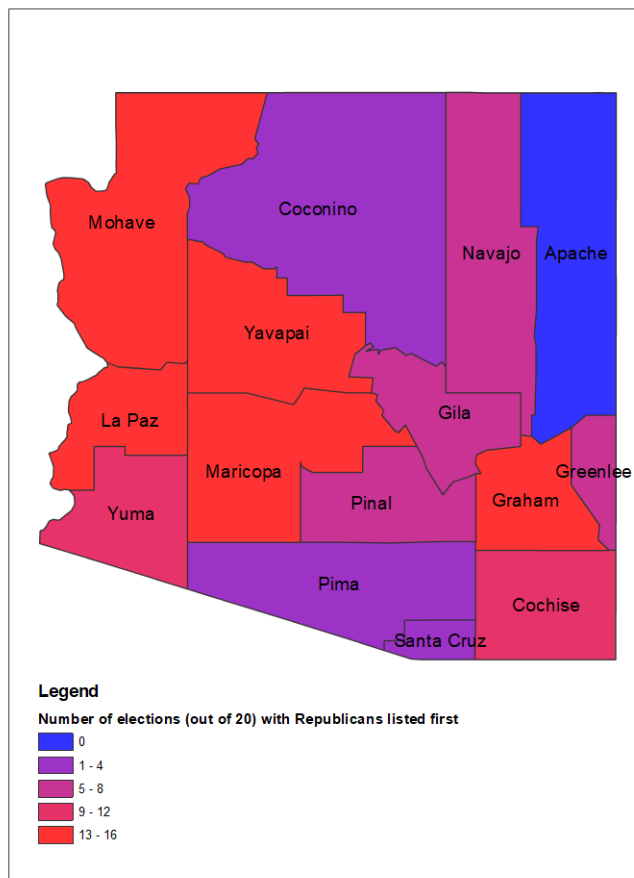 Mohave
Coconino
Navajo
Apache
Yavapai
La Paz
Gila
Maricopa
Greenlee
Yuma
Pinal
Graham
Pima
Cochise
Santa Cruz
Legend
Number of elections (out of 20) with Republicans listed first
0
1 - 4
5 - 8
9 - 12
13 - 16